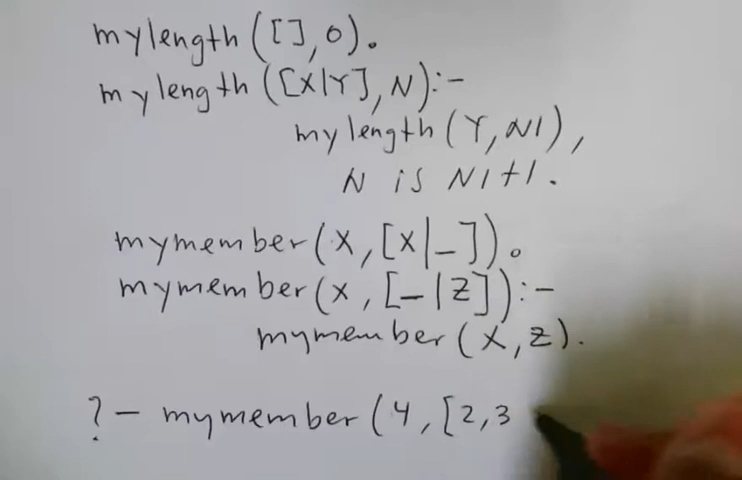 mylength([],0).
mylength([X|Y],N):-
mylength(Y,N1),
N is N1+1.
mymember(X,[X|_]).
mymember(X,[_|Z]):-
mymember(X,Z).
?- mymember(4,[2,3